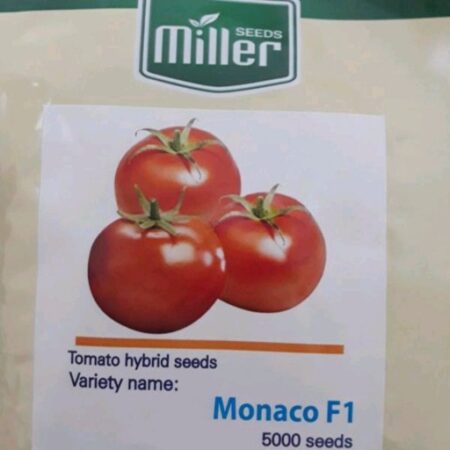 SEEDS
Miller
Tomato hybrid seeds
Variety name:
Monaco F1
5000 seeds